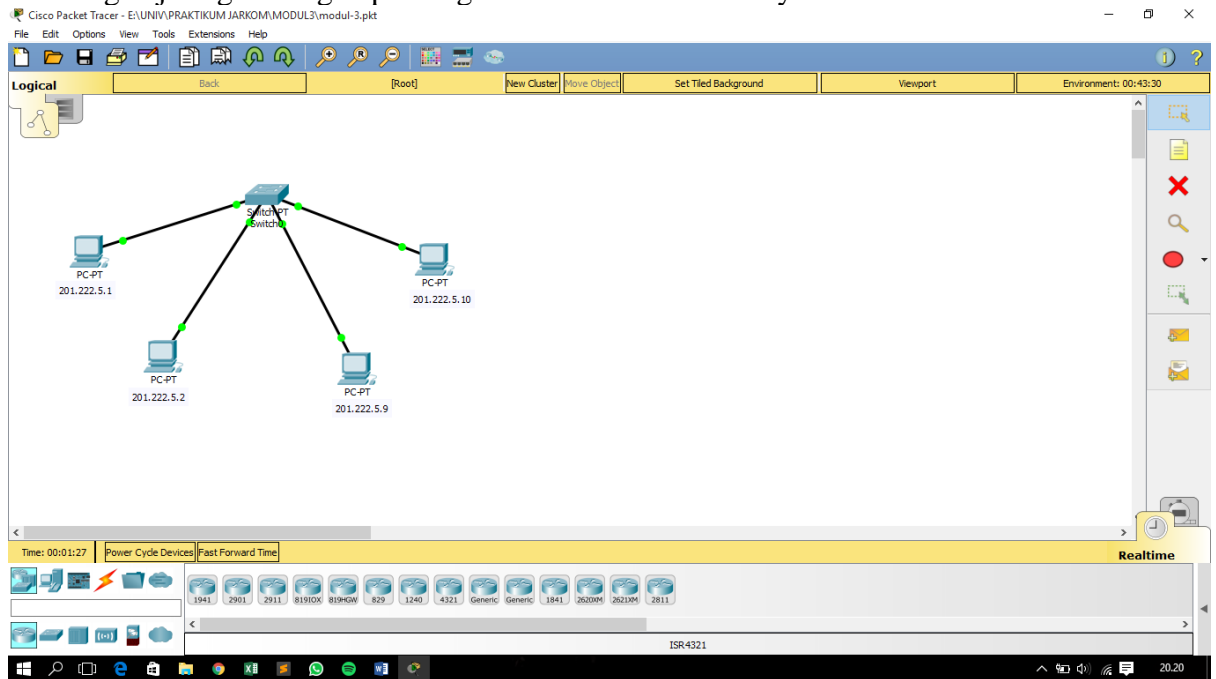 Cisco Packet Tracer - E:\UNIV\PRAKTIKUM JARKOM\MODUL3\modul-3.pkt
File Edit Options View Tools Extensions Help
Logical Back [Root] New Cluster Move Object Set Tiled Background Viewport Environment: 00:43:30
Switch-PT
Switch0
PC-PT
201.222.5.1
PC-PT
201.222.5.10
PC-PT
201.222.5.2
PC-PT
201.222.5.9
Time: 00:01:27 Power Cycle Devices Fast Forward Time Realtime
1941 2901 2911 819IOX 819HGW 829 1240 4321 Generic Generic 1841 2620XM 2621XM 2811
ISR4321
20.20